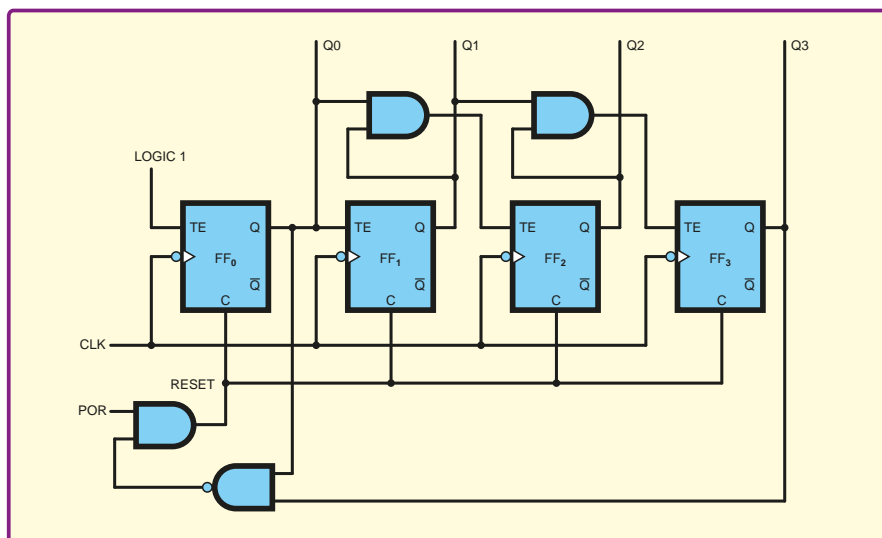 Q0 Q1 Q2 Q3
LOGIC 1
TE Q TE Q TE Q TE Q
FF₀ FF₁ FF₂ FF₃
Q̅ Q̅ Q̅ Q̅
C C C C
CLK
RESET
POR